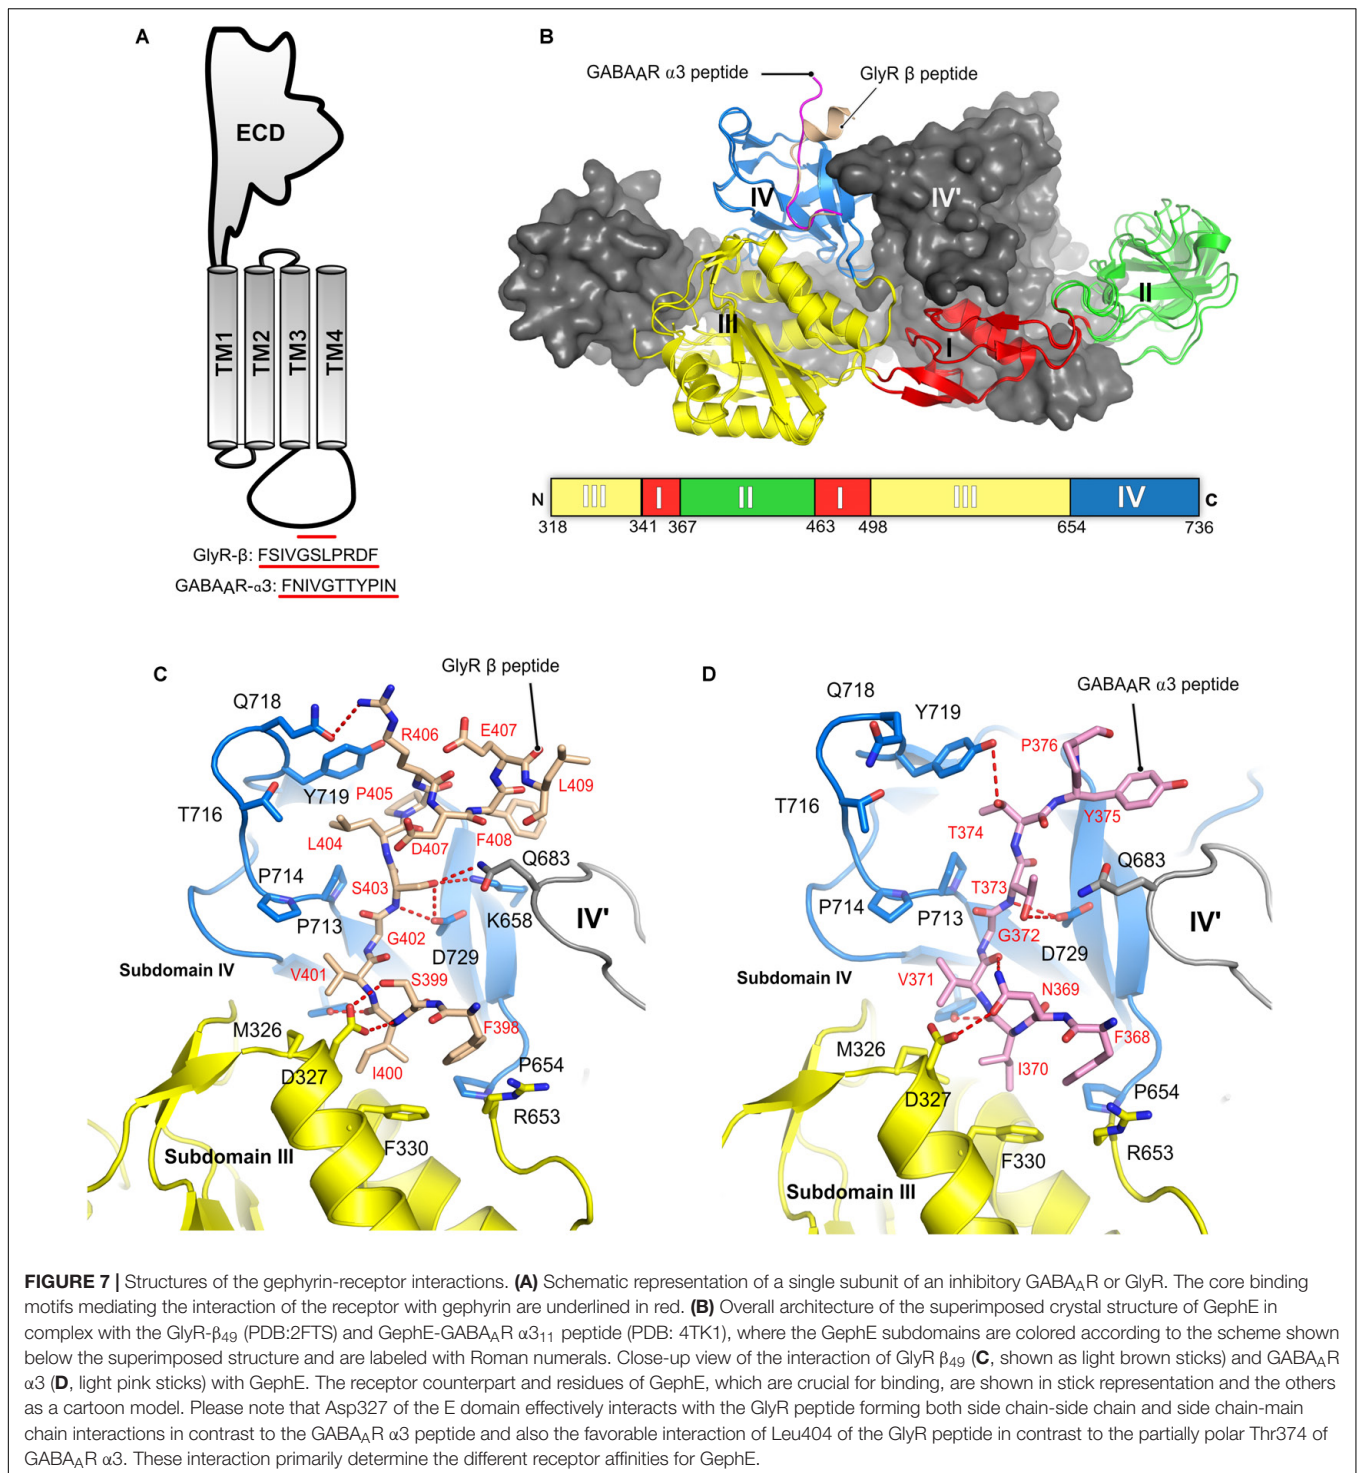 A
ECD
TM1
TM2
TM3
TM4
GlyR-β: FSIVGSLPRDF
GABAAR-α3: FNIVGTTYPIN
B
GABAAR α3 peptide
GlyR β peptide
IV
IV'
III
I
II
N III I II I III IV C
318 341 367 463 498 654 736
C
GlyR β peptide
Q718
R406
E407
T716
Y719
P405
L409
L404
D407
F408
Q683
P714
S403
K658
IV'
P713
G402
D729
Subdomain IV
V401
S399
M326
F398
D327
I400
P654
R653
F330
Subdomain III
D
GABAAR α3 peptide
Q718
Y719
P376
T716
T374
Y375
Q683
P714
P713
T373
IV'
G372
D729
Subdomain IV
V371
N369
M326
F368
D327
I370
P654
R653
F330
Subdomain III
FIGURE 7 | Structures of the gephyrin-receptor interactions. (A) Schematic representation of a single subunit of an inhibitory GABAAR or GlyR. The core binding
motifs mediating the interaction of the receptor with gephyrin are underlined in red. (B) Overall architecture of the superimposed crystal structure of GephE in
complex with the GlyR-β49 (PDB:2FTS) and GephE-GABAAR α311 peptide (PDB: 4TK1), where the GephE subdomains are colored according to the scheme shown
below the superimposed structure and are labeled with Roman numerals. Close-up view of the interaction of GlyR β49 (C, shown as light brown sticks) and GABAAR
α3 (D, light pink sticks) with GephE. The receptor counterpart and residues of GephE, which are crucial for binding, are shown in stick representation and the others
as a cartoon model. Please note that Asp327 of the E domain effectively interacts with the GlyR peptide forming both side chain-side chain and side chain-main
chain interactions in contrast to the GABAAR α3 peptide and also the favorable interaction of Leu404 of the GlyR peptide in contrast to the partially polar Thr374 of
GABAAR α3. These interaction primarily determine the different receptor affinities for GephE.